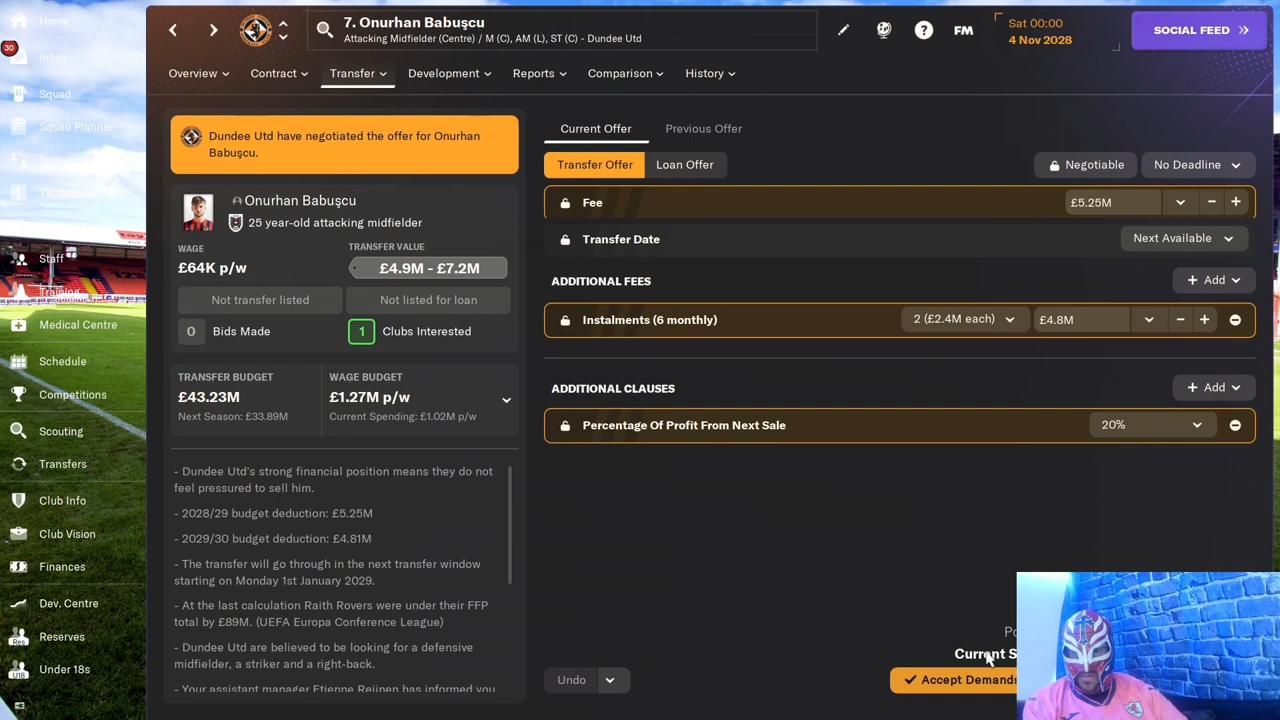 Home
7. Onurhan Babuşcu
Attacking Midfielder (Centre) / M (C), AM (L), ST (C) - Dundee Utd
FM
Sat 00:00
4 Nov 2028
SOCIAL FEED
30
Inbox
Squad
Squad Planner
Staff
Training
Medical Centre
Schedule
Competitions
Scouting
Transfers
Club Info
Club Vision
Finances
Dev. Centre
Res
Reserves
U18
Under 18s
Overview
Contract
Transfer
Development
Reports
Comparison
History
Dundee Utd have negotiated the offer for Onurhan
Babuşcu.
Onurhan Babuşcu
25 year-old attacking midfielder
WAGE
TRANSFER VALUE
£64K p/w
£4.9M - £7.2M
Not transfer listed
Not listed for loan
0
Bids Made
1
Clubs Interested
TRANSFER BUDGET
WAGE BUDGET
£43.23M
£1.27M p/w
Next Season: £33.89M
Current Spending: £1.02M p/w
- Dundee Utd's strong financial position means they do not
feel pressured to sell him.
- 2028/29 budget deduction: £5.25M
- 2029/30 budget deduction: £4.81M
- The transfer will go through in the next transfer window
starting on Monday 1st January 2029.
- At the last calculation Raith Rovers were under their FFP
total by £89M. (UEFA Europa Conference League)
- Dundee Utd are believed to be looking for a defensive
midfielder, a striker and a right-back.
- Your assistant manager Etienne Reijnen has informed you
Current Offer
Previous Offer
Transfer Offer
Loan Offer
Negotiable
No Deadline
Fee
£5.25M
Transfer Date
Next Available
ADDITIONAL FEES
Add
Instalments (6 monthly)
2 (£2.4M each)
£4.8M
ADDITIONAL CLAUSES
Add
Percentage Of Profit From Next Sale
20%
Current S
Undo
Accept Demands